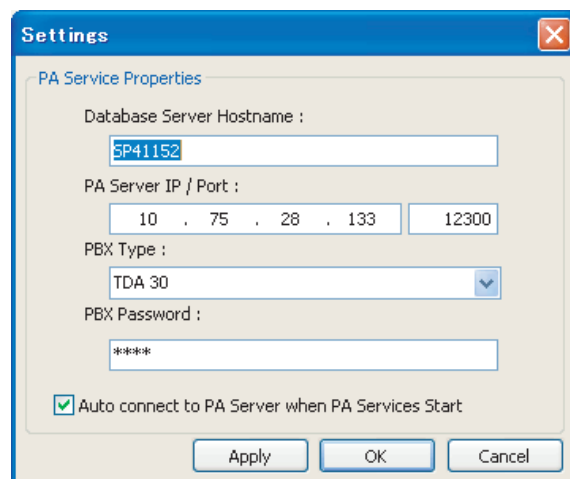 Settings
PA Service Properties
Database Server Hostname :
SP41152
PA Server IP / Port :
10 . 75 . 28 . 133 12300
PBX Type :
TDA 30
PBX Password :
****
Auto connect to PA Server when PA Services Start
Apply OK Cancel